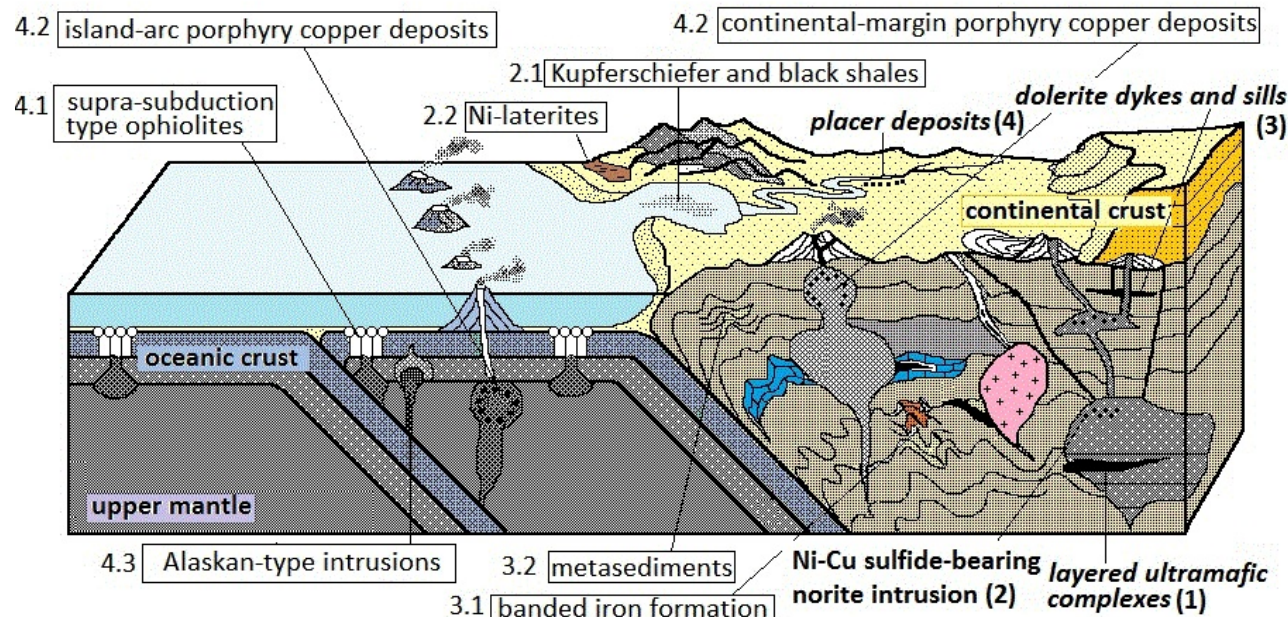 4.2 island-arc porphyry copper deposits
4.2 continental-margin porphyry copper deposits
2.1 Kupferschiefer and black shales
4.1 supra-subduction
type ophiolites
2.2 Ni-laterites
placer deposits (4)
dolerite dykes and sills
(3)
continental crust
oceanic crust
upper mantle
4.3 Alaskan-type intrusions
3.2 metasediments
3.1 banded iron formation
Ni-Cu sulfide-bearing
norite intrusion (2)
layered ultramafic
complexes (1)